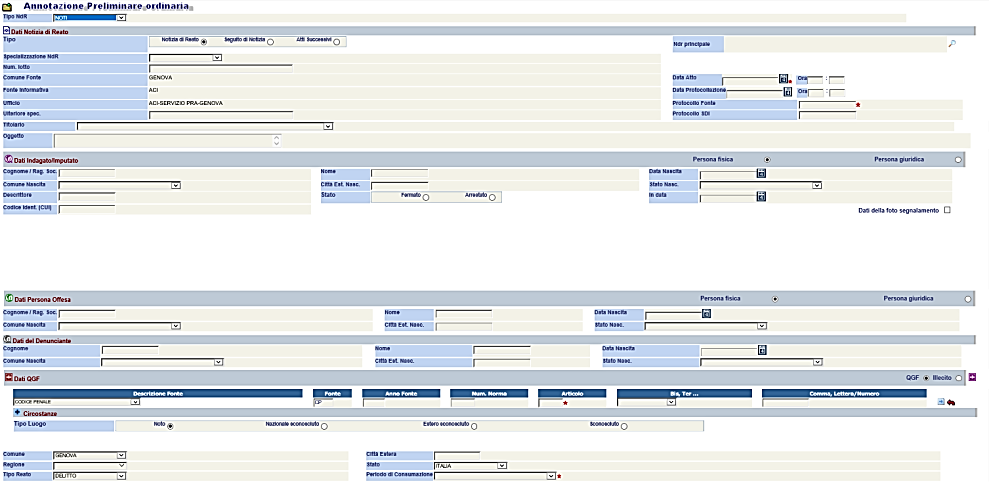 Annotazione Preliminare ordinaria
Tipo NdR NOTI
Dati Notizia di Reato
Tipo Notizia di Reato Seguito di Notizia Atti Successivi Ndr principale
Specializzazione NdR
Num. lotto
Comune Fonte GENOVA Data Atto * Ora :
Fonte Informativa ACI Data Protocollazione Ora :
Ufficio ACI-SERVIZIO PRA-GENOVA Protocollo Fonte *
Ulteriore spec. Protocollo SDI
Titolario
Oggetto
Dati Indagato/Imputato Persona fisica Persona giuridica
Cognome / Rag. Soc. Nome Data Nascita
Comune Nascita Città Est. Nasc. Stato Nasc.
Descrittore Stato Fermato Arrestato In data
Codice Ident. (CUI)
Dati della foto segnalamento
Dati Persona Offesa Persona fisica Persona giuridica
Cognome / Rag. Soc. Nome Data Nascita
Comune Nascita Città Est. Nasc. Stato Nasc.
Dati del Denunciante
Cognome Nome Data Nascita
Comune Nascita Città Est. Nasc. Stato Nasc.
Dati QGF QGF Illecito
Descrizione Fonte Fonte Anno Fonte Num. Norma Articolo Bis, Ter ... Comma, Lettera/Numero
CODICE PENALE CP *
Circostanze
Tipo Luogo Noto Nazionale sconosciuto Estero sconosciuto Sconosciuto
Comune GENOVA Città Estera
Regione Stato ITALIA
Tipo Reato DELITTO Periodo di Consumazione *